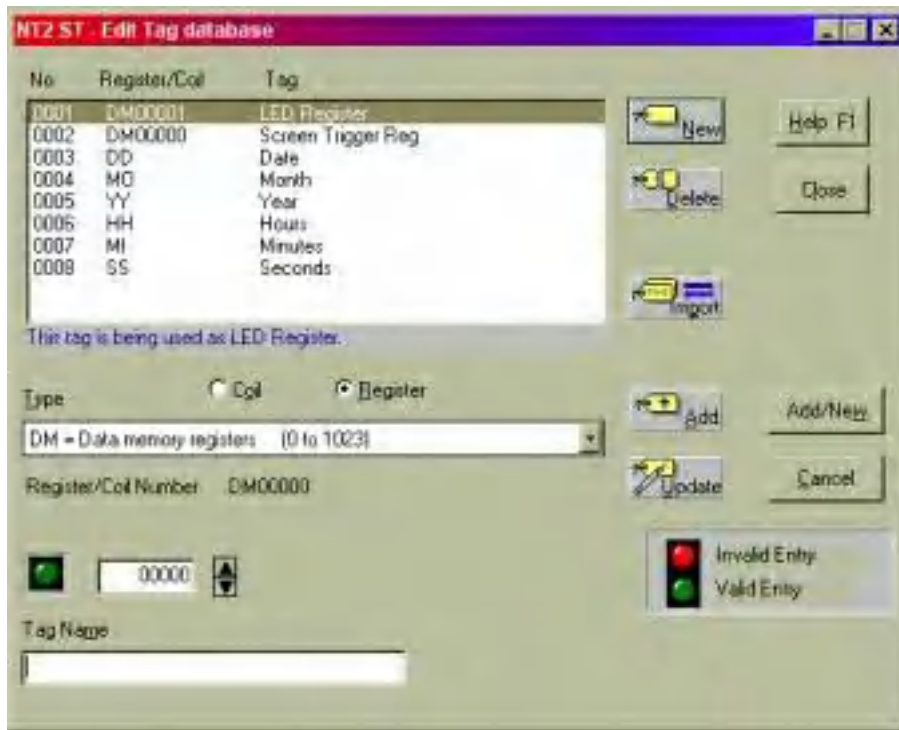 NT2 ST - Edit Tag database
No Register/Coil Tag
0001 DM00001 LED Register
0002 DM00000 Screen Trigger Reg
0003 DD Date
0004 MO Month
0005 YY Year
0006 HH Hours
0007 MI Minutes
0008 SS Seconds
New
Help F1
Delete
Close
Import
This tag is being used as LED Register.
Type Coil Register
DM = Data memory registers (0 to 1023)
Add
Add/New
Register/Coil Number DM00000
Update
Cancel
Invalid Entry
Valid Entry
00000
Tag Name